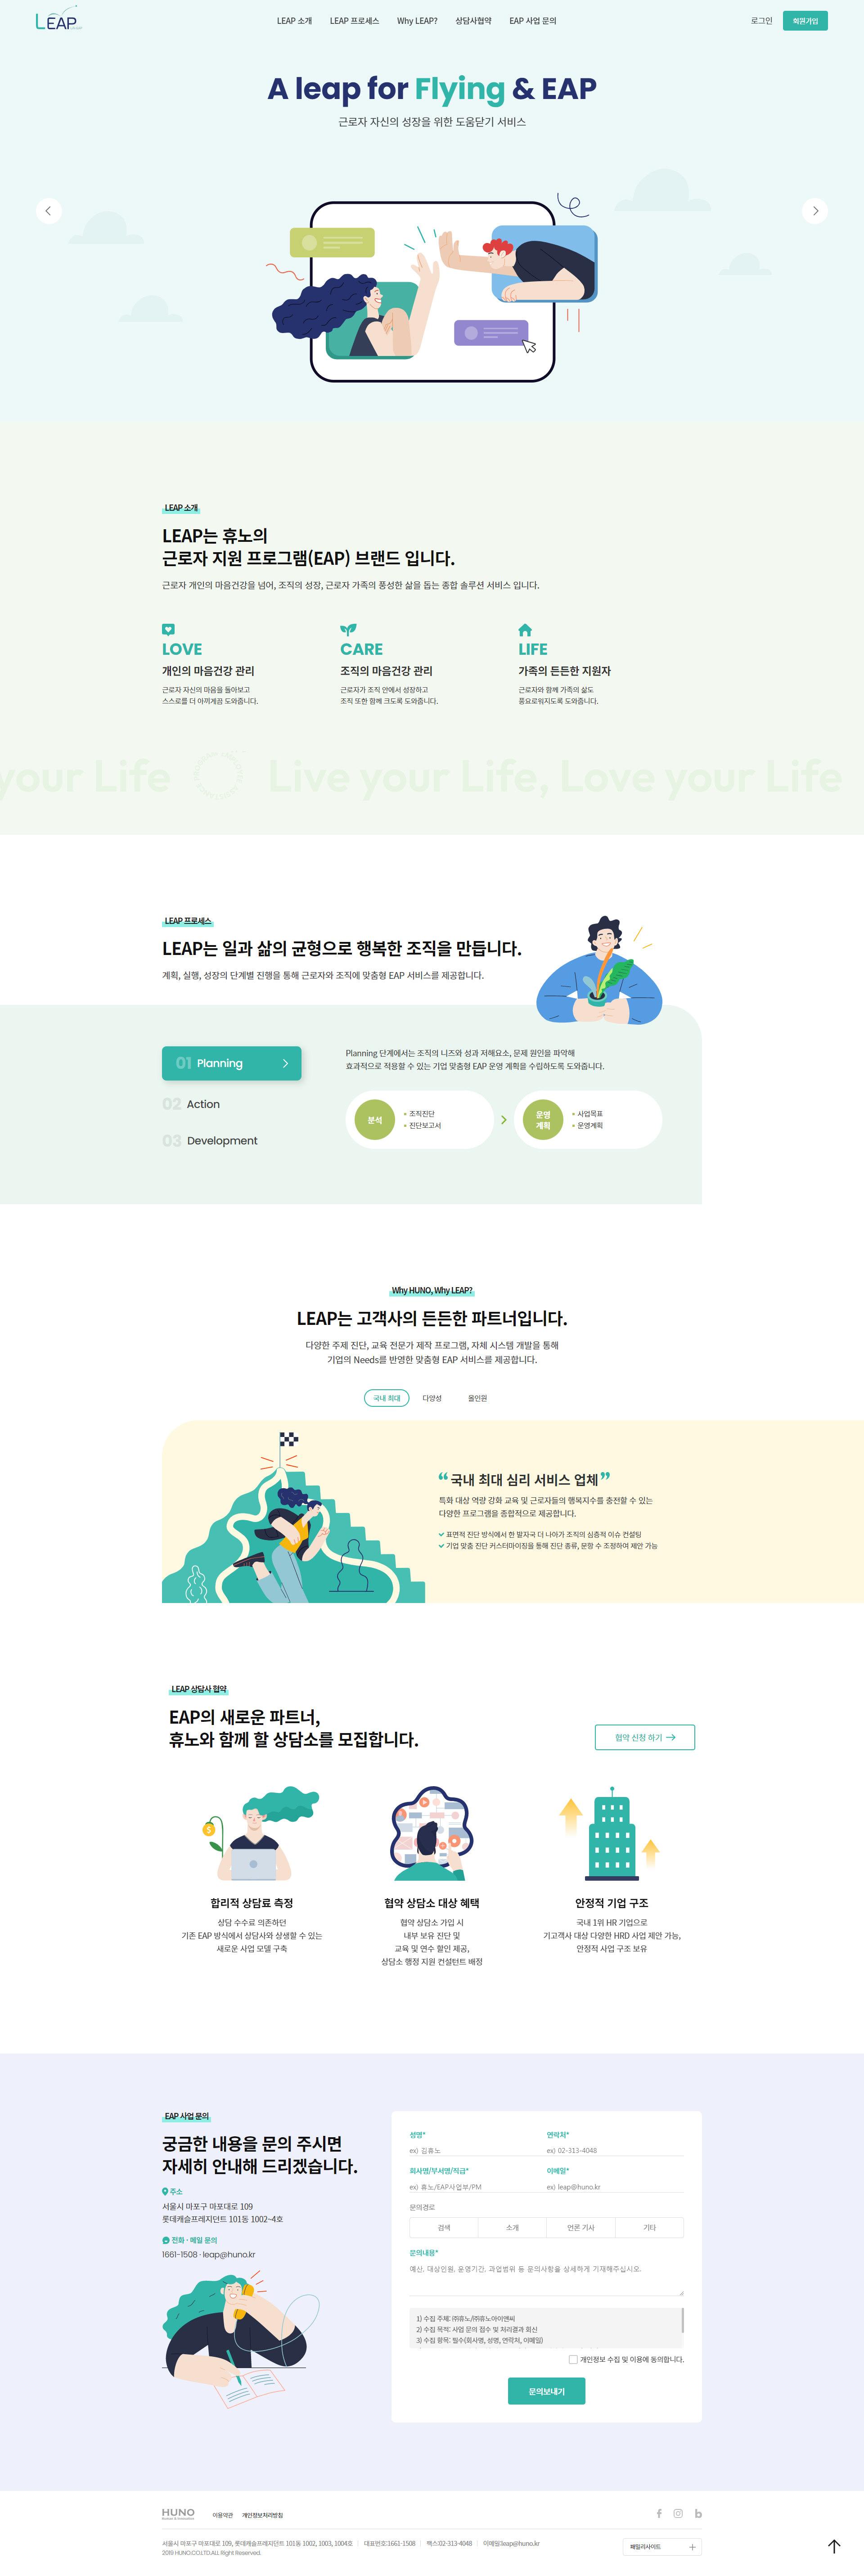 LEAP
LEAP 소개
LEAP 프로세스
Why LEAP?
상담사협약
EAP 사업 문의
로그인
회원가입
A leap for Flying & EAP
근로자 자신의 성장을 위한 도움닫기 서비스
LEAP 소개
LEAP는 휴노의
근로자 지원 프로그램(EAP) 브랜드 입니다.
근로자 개인의 마음건강을 넘어, 조직의 성장, 근로자 가족의 풍성한 삶을 돕는 종합 솔루션 서비스 입니다.
LOVE
개인의 마음건강 관리
근로자 자신의 마음을 돌아보고
스스로를 더 아끼게끔 도와줍니다.
CARE
조직의 마음건강 관리
근로자가 조직 안에서 성장하고
조직 또한 함께 크도록 도와줍니다.
LIFE
가족의 든든한 지원자
근로자와 함께 가족의 삶도
풍요로워지도록 도와줍니다.
your Life
Live your Life, Love your Life
LEAP 프로세스
LEAP는 일과 삶의 균형으로 행복한 조직을 만듭니다.
계획, 실행, 성장의 단계별 진행을 통해 근로자와 조직에 맞춤형 EAP 서비스를 제공합니다.
01 Planning
02 Action
03 Development
Planning 단계에서는 조직의 니즈와 성과 저해요소, 문제 원인을 파악해
효과적으로 적용할 수 있는 기업 맞춤형 EAP 운영 계획을 수립하도록 도와줍니다.
분석
조직진단
진단보고서
운영
계획
사업목표
운영계획
Why HUNO, Why LEAP?
LEAP는 고객사의 든든한 파트너입니다.
다양한 주제 진단, 교육 전문가 제작 프로그램, 자체 시스템 개발을 통해
기업의 Needs를 반영한 맞춤형 EAP 서비스를 제공합니다.
국내 최대
다양성
올인원
“ 국내 최대 심리 서비스 업체 ”
특화 대상 역량 강화 교육 및 근로자들의 행복지수를 충전할 수 있는
다양한 프로그램을 종합적으로 제공합니다.
표면적 진단 방식에서 한 발자국 더 나아가 조직의 심층적 이슈 컨설팅
기업 맞춤 진단 커스터마이징을 통해 진단 종류, 문항 수 조정하여 제안 가능
LEAP 상담사 협약
EAP의 새로운 파트너,
휴노와 함께 할 상담소를 모집합니다.
협약 신청 하기
합리적 상담료 측정
상담 수수료 의존하던
기존 EAP 방식에서 상담사와 상생할 수 있는
새로운 사업 모델 구축
협약 상담소 대상 혜택
협약 상담소 가입 시
내부 보유 진단 및
교육 및 연수 할인 제공,
상담소 행정 지원 컨설턴트 배정
안정적 기업 구조
국내 1위 HR 기업으로
기고객사 대상 다양한 HRD 사업 제안 가능,
안정적 사업 구조 보유
EAP 사업 문의
궁금한 내용을 문의 주시면
자세히 안내해 드리겠습니다.
주소
서울시 마포구 마포대로 109
롯데캐슬프레지던트 101동 1002~4호
전화 · 메일 문의
1661-1508 · leap@huno.kr
성명*
연락처*
ex) 김휴노
ex) 02-313-4048
회사명/부서명/직급*
이메일*
ex) 휴노/EAP사업부/PM
ex) leap@huno.kr
문의경로
검색
소개
언론 기사
기타
문의내용*
예산, 대상인원, 운영기간, 과업범위 등 문의사항을 상세하게 기재해주십시오.
1) 수집 주체: ㈜휴노/㈜휴노아이앤씨
2) 수집 목적: 사업 문의 접수 및 처리결과 회신
3) 수집 항목: 필수(회사명, 성명, 연락처, 이메일)
개인정보 수집 및 이용에 동의합니다.
문의보내기
HUNO
이용약관
개인정보처리방침
서울시 마포구 마포대로 109, 롯데캐슬프레지던트 101동 1002, 1003, 1004호
대표번호:1661-1508
팩스:02-313-4048
이메일:leap@huno.kr
2019 HUNO.CO.LTD.ALL Right Reserved.
패밀리사이트